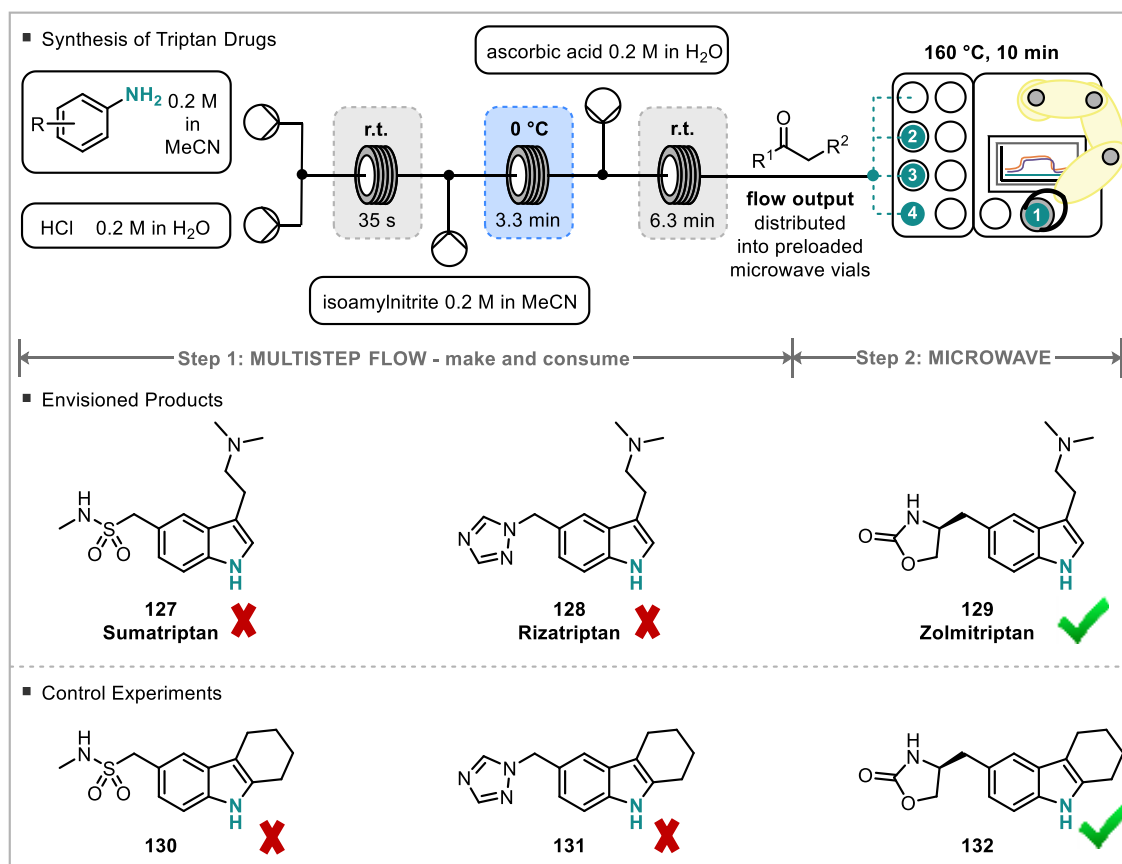 ▪ Synthesis of Triptan Drugs
R
NH2 0.2 M
in
MeCN
HCl 0.2 M in H2O
r.t.
35 s
isoamylnitrite 0.2 M in MeCN
0 °C
3.3 min
ascorbic acid 0.2 M in H2O
r.t.
6.3 min
O
R1 R2
flow output
distributed
into preloaded
microwave vials
160 °C, 10 min
2
3
4
1
Step 1: MULTISTEP FLOW - make and consume
Step 2: MICROWAVE
▪ Envisioned Products
N
H
N
S
O O
N
H
127
Sumatriptan
N
N
N
N
N
H
128
Rizatriptan
N
H
N
O
O
N
H
129
Zolmitriptan
▪ Control Experiments
H
N
S
O O
N
H
130
N
N
N
N
H
131
H
N
O
O
N
H
132